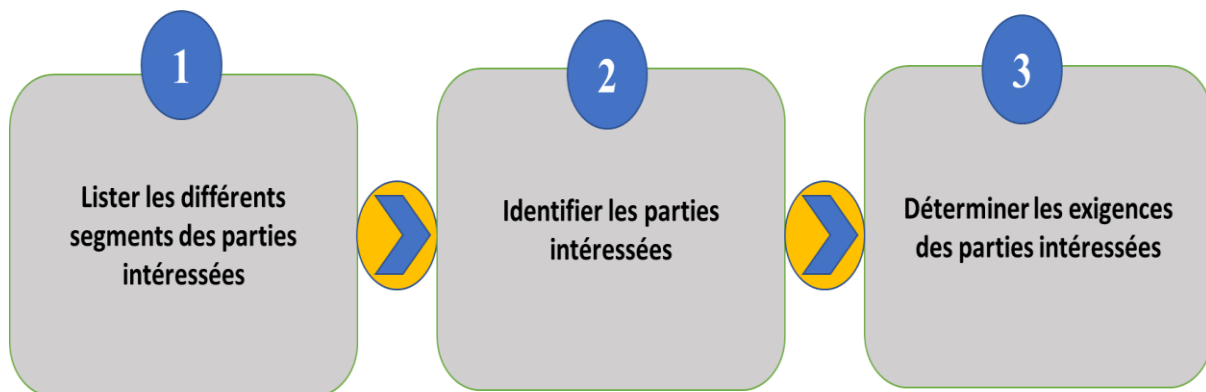 1
Lister les différents
segments des parties
intéressées
2
Identifier les parties
intéressées
3
Déterminer les exigences
des parties intéressées